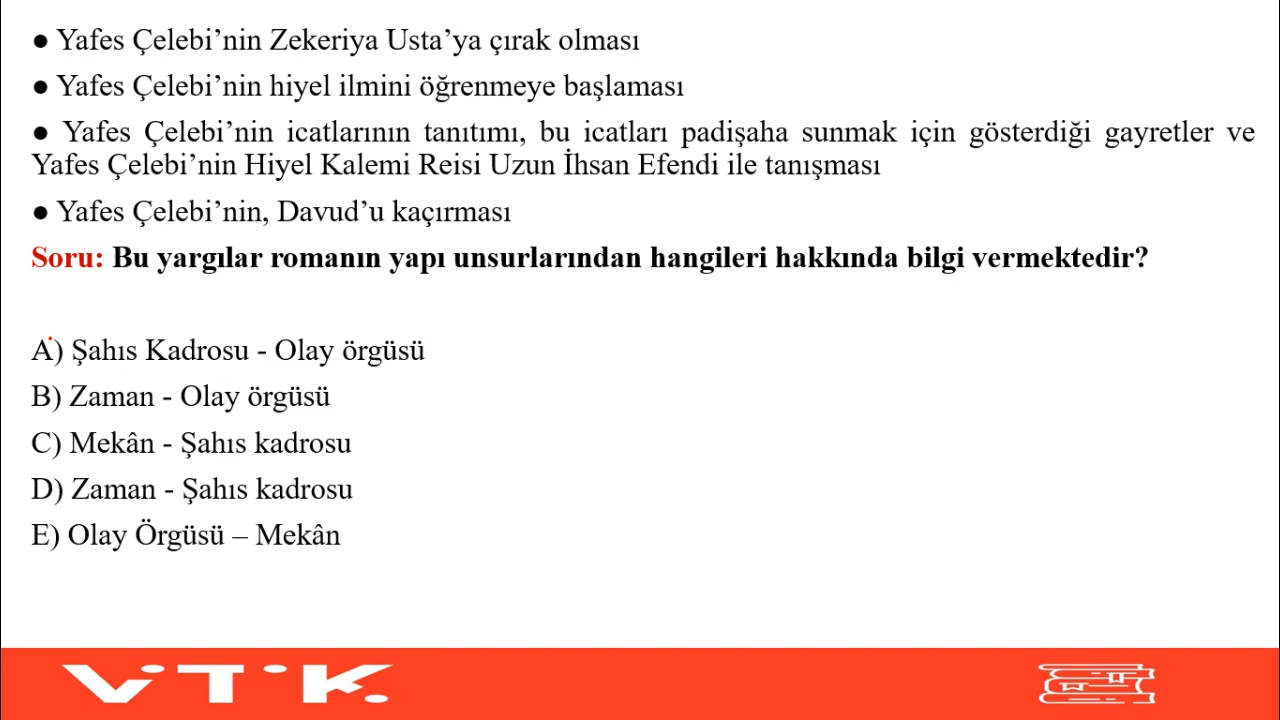 ● Yafes Çelebi’nin Zekeriya Usta’ya çırak olması
● Yafes Çelebi’nin hiyel ilmini öğrenmeye başlaması
● Yafes Çelebi’nin icatlarının tanıtımı, bu icatları padişaha sunmak için gösterdiği gayretler ve
Yafes Çelebi’nin Hiyel Kalemi Reisi Uzun İhsan Efendi ile tanışması
● Yafes Çelebi’nin, Davud’u kaçırması
Soru: Bu yargılar romanın yapı unsurlarından hangileri hakkında bilgi vermektedir?
A) Şahıs Kadrosu - Olay örgüsü
B) Zaman - Olay örgüsü
C) Mekân - Şahıs kadrosu
D) Zaman - Şahıs kadrosu
E) Olay Örgüsü – Mekân
VTK